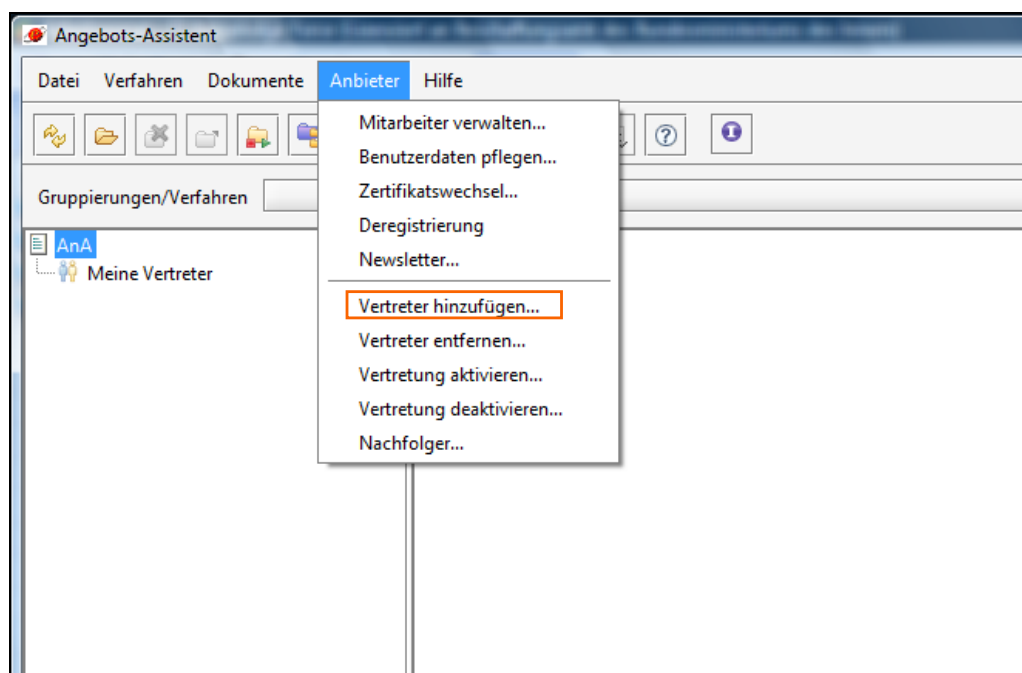 Angebots-Assistent
Datei Verfahren Dokumente Anbieter Hilfe
Mitarbeiter verwalten...
Benutzerdaten pflegen...
Gruppierungen/Verfahren
Zertifikatswechsel...
Deregistrierung
Newsletter...
AnA
Meine Vertreter
Vertreter hinzufügen...
Vertreter entfernen...
Vertretung aktivieren...
Vertretung deaktivieren...
Nachfolger...